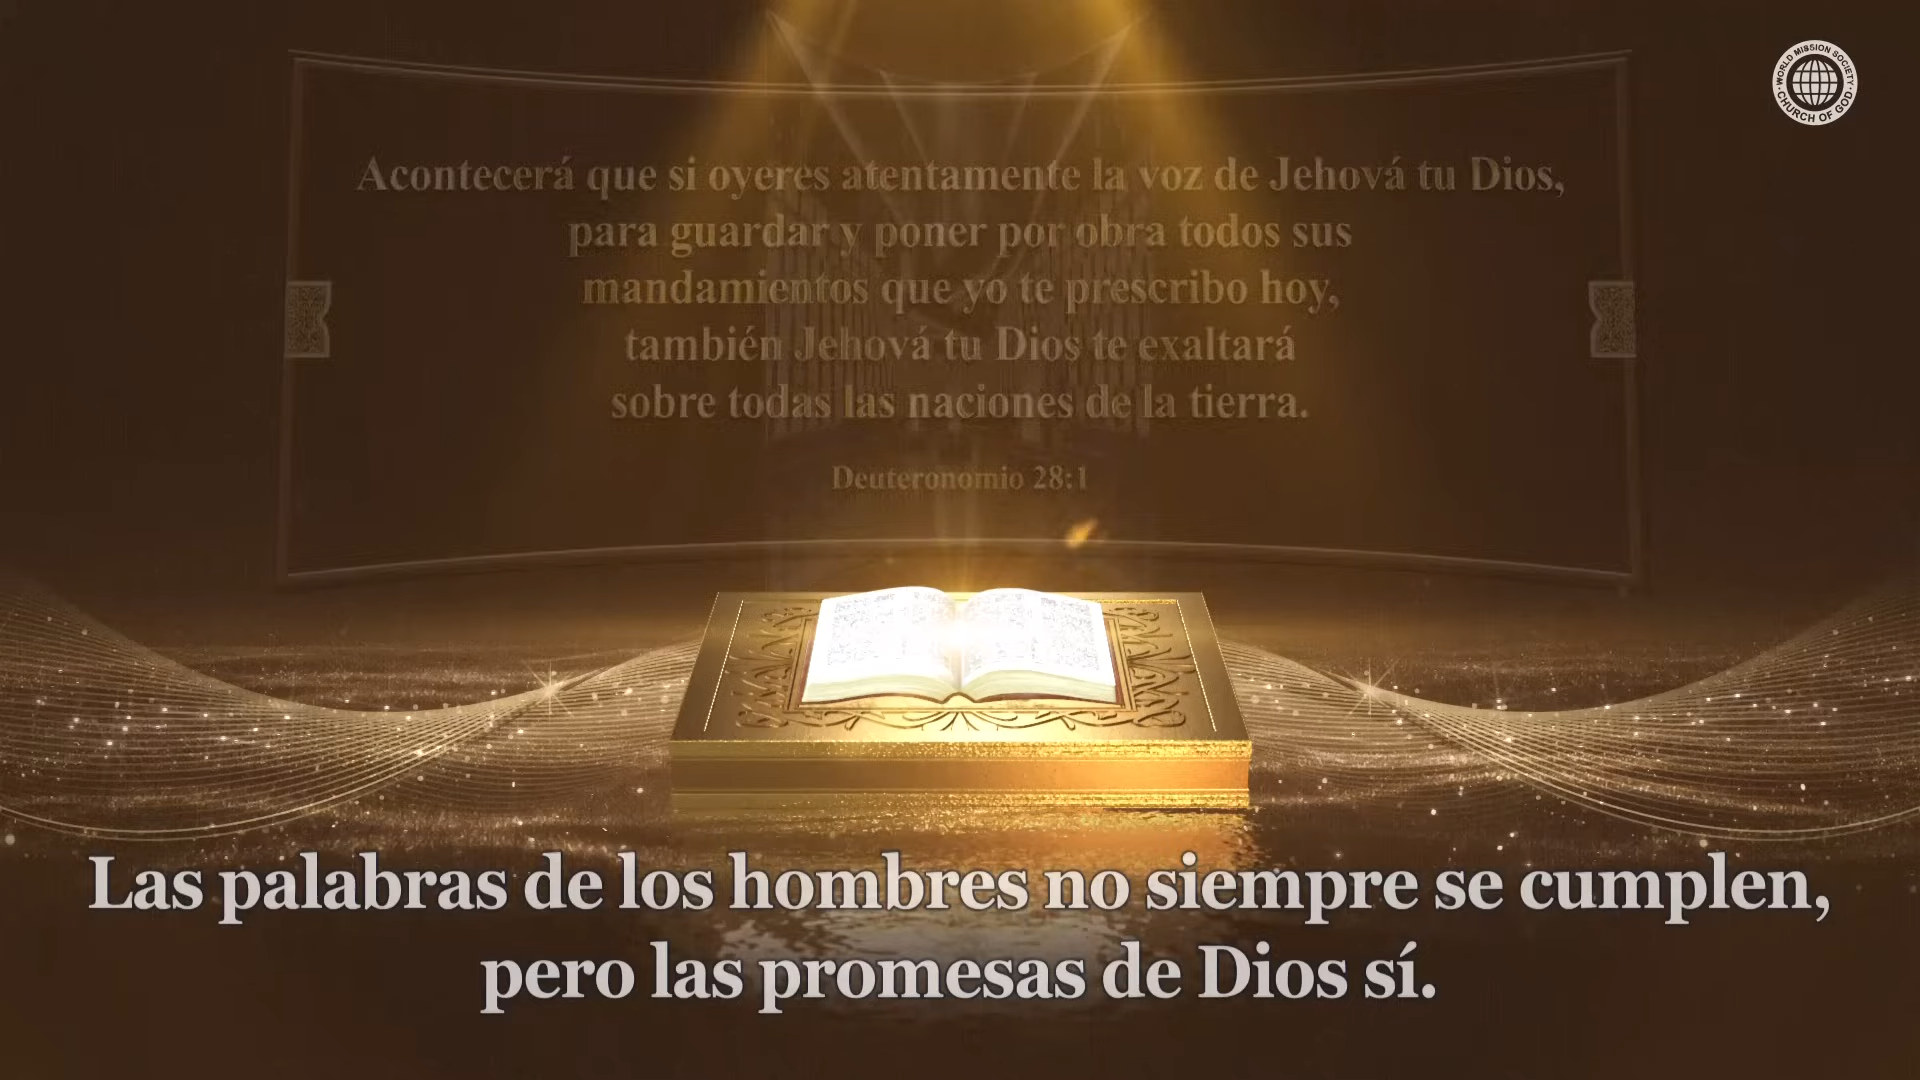 WORLD MISSION SOCIETY
CHURCH OF GOD
Acontecerá que si oyeres atentamente la voz de Jehová tu Dios,
para guardar y poner por obra todos sus
mandamientos que yo te prescribo hoy,
también Jehová tu Dios te exaltará
sobre todas las naciones de la tierra.
Deuteronomio 28:1
Las palabras de los hombres no siempre se cumplen,
pero las promesas de Dios sí.